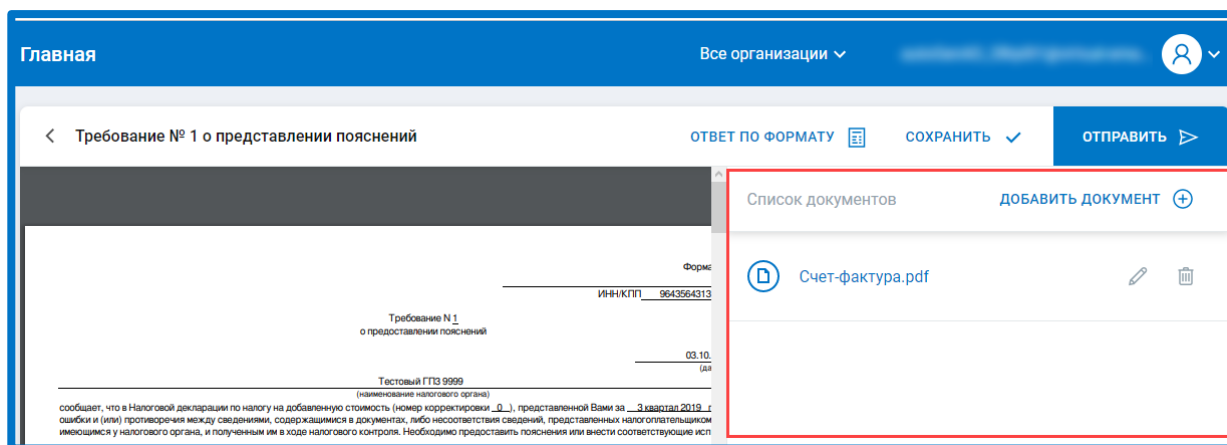 Главная
Все организации
Требование № 1 о представлении пояснений
ОТВЕТ ПО ФОРМАТУ
СОХРАНИТЬ
ОТПРАВИТЬ
Список документов
ДОБАВИТЬ ДОКУМЕНТ
Счет-фактура.pdf
Форма
ИНН/КПП 9643564313
Требование N 1
о предоставлении пояснений
03.10.
(да
Тестовый ГПЗ 9999
(наименование налогового органа)
сообщает, что в Налоговой декларации по налогу на добавленную стоимость (номер корректировки 0 ), представленной Вами за 3 квартал 2019 г
ошибки и (или) противоречия между сведениями, содержащимися в документах, либо несоответствия сведений, представленных налогоплательщиком
имеющимся у налогового органа, и полученным им в ходе налогового контроля. Необходимо предоставить пояснения или внести соответствующие исп